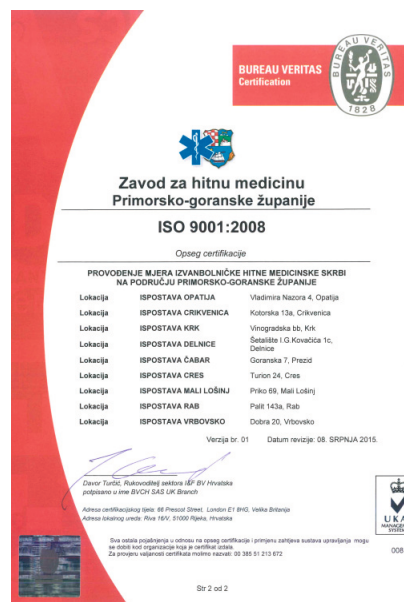 BUREAU VERITAS
Certification
BUREAU VERITAS
1828
Zavod za hitnu medicinu
Primorsko-goranske županije
ISO 9001:2008
Opseg certifikacije
PROVOĐENJE MJERA IZVANBOLNIČKE HITNE MEDICINSKE SKRBI
NA PODRUČJU PRIMORSKO-GORANSKE ŽUPANIJE
Lokacija ISPOSTAVA OPATIJA Vladimira Nazora 4, Opatija
Lokacija ISPOSTAVA CRIKVENICA Kotorska 13a, Crikvenica
Lokacija ISPOSTAVA KRK Vinogradska bb, Krk
Lokacija ISPOSTAVA DELNICE Šetalište I.G.Kovačića 1c,
Delnice
Lokacija ISPOSTAVA ČABAR Goranska 7, Prezid
Lokacija ISPOSTAVA CRES Turion 24, Cres
Lokacija ISPOSTAVA MALI LOŠINJ Priko 69, Mali Lošinj
Lokacija ISPOSTAVA RAB Palit 143a, Rab
Lokacija ISPOSTAVA VRBOVSKO Dobra 20, Vrbovsko
Verzija br. 01 Datum revizije: 08. SRPNJA 2015.
Davor Turbić, Rukovoditelj sektora I&F BV Hrvatska
potpisano u ime BVCH SAS UK Branch
Adresa certifikacijskog tijela: 66 Prescot Street, London E1 8HG, Velika Britanija
Adresa lokalnog ureda: Riva 16/V, 51000 Rijeka, Hrvatska
UKA
MANAGEMEN
SYSTEMS
008
Sva ostala pojašnjenja u odnosu na opseg certifikacije i primjenu zahtjeva sustava upravljanja mogu
se dobiti kod organizacije koja je certifikat izdala.
Za provjeru valjanosti certifikata molimo nazvati: 00 385 51 213 672
Str 2 od 2